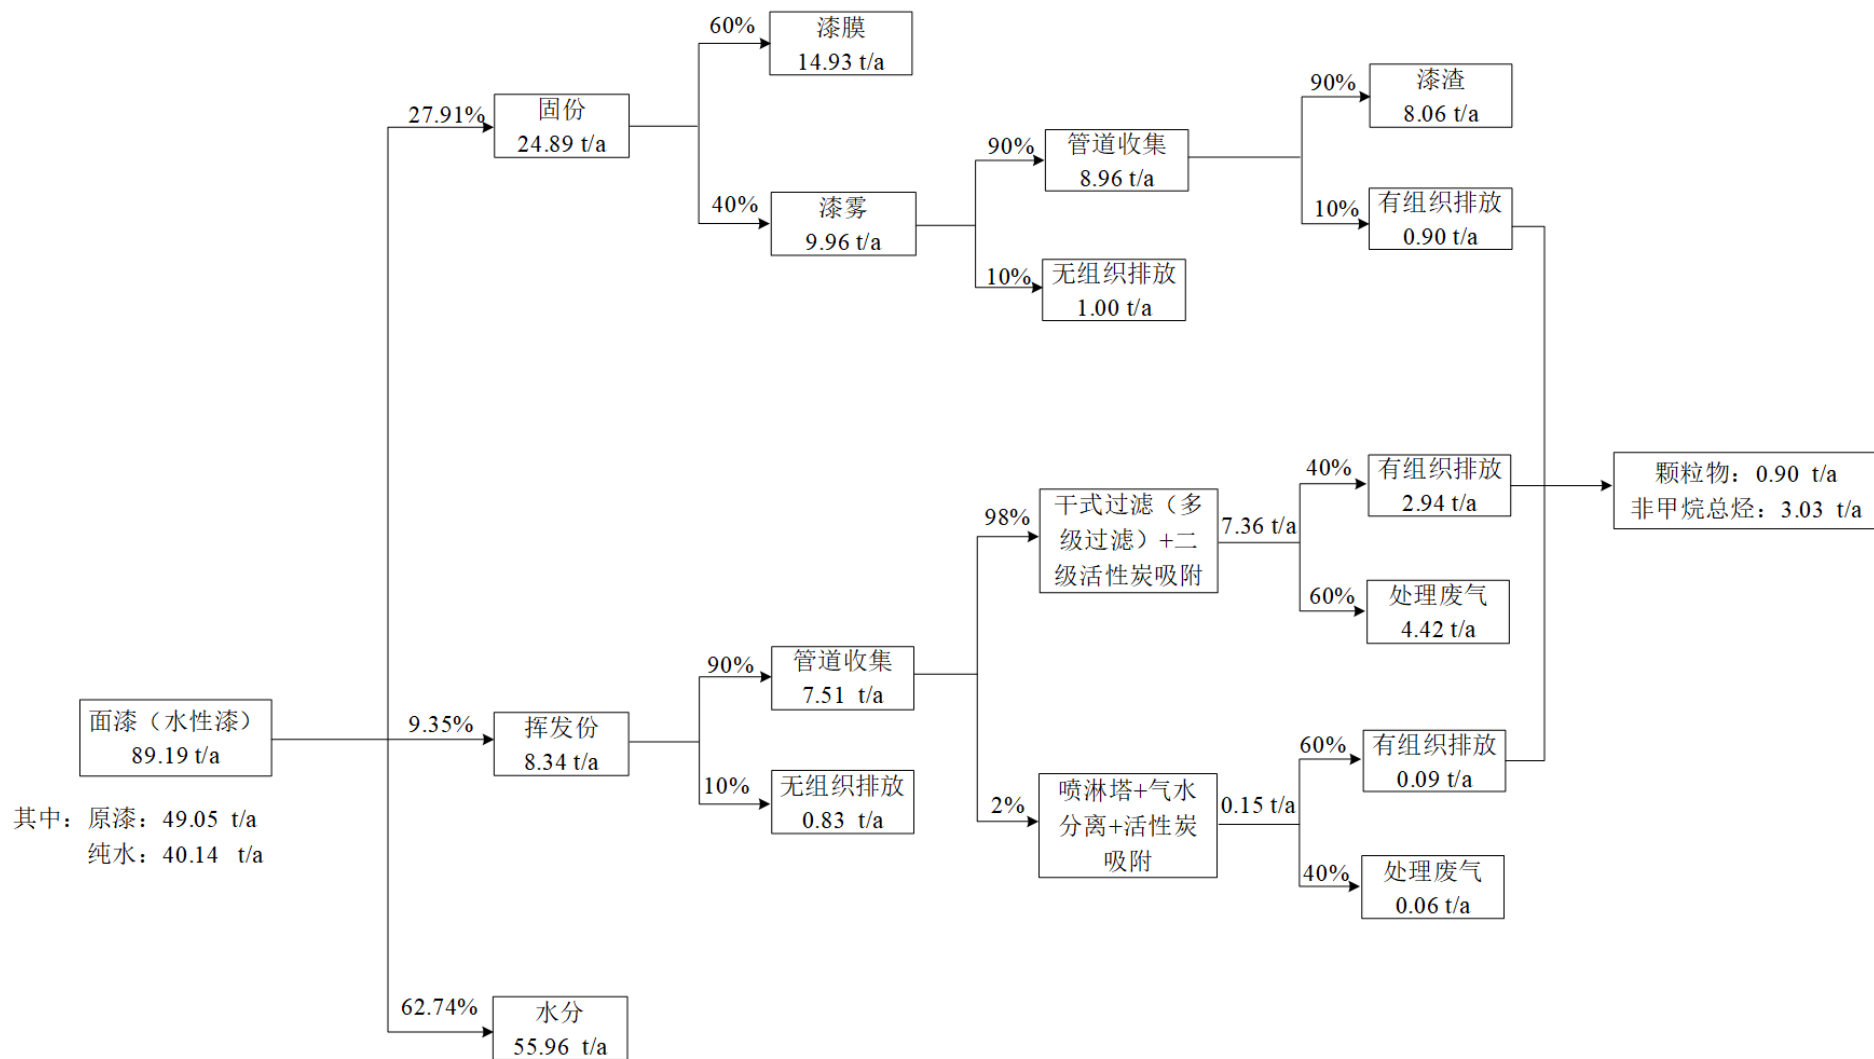 60%
漆膜
14.93 t/a
27.91%
固份
24.89 t/a
40%
漆雾
9.96 t/a
90%
管道收集
8.96 t/a
10%
无组织排放
1.00 t/a
90%
漆渣
8.06 t/a
10%
有组织排放
0.90 t/a
面漆（水性漆）
89.19 t/a
其中：原漆：49.05 t/a
纯水：40.14 t/a
9.35%
挥发份
8.34 t/a
90%
管道收集
7.51 t/a
10%
无组织排放
0.83 t/a
98%
干式过滤（多
级过滤）+二
级活性炭吸附
7.36 t/a
40%
有组织排放
2.94 t/a
60%
处理废气
4.42 t/a
2%
喷淋塔+气水
分离+活性炭
吸附
0.15 t/a
60%
有组织排放
0.09 t/a
40%
处理废气
0.06 t/a
颗粒物：0.90 t/a
非甲烷总烃：3.03 t/a
62.74%
水分
55.96 t/a